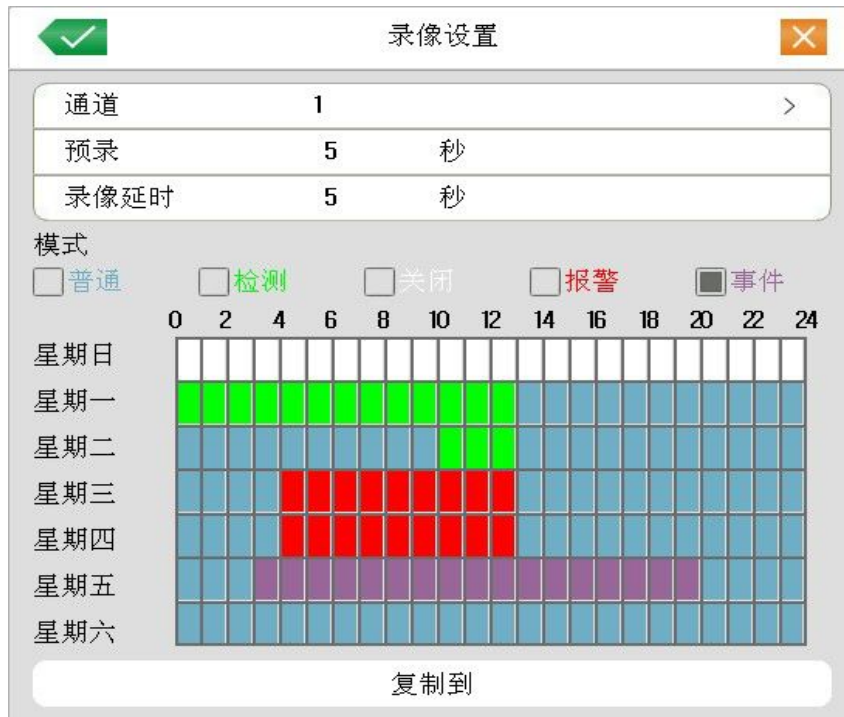 录像设置
通道 1 >
预录 5 秒
录像延时 5 秒
模式
普通 检测 关闭 报警 事件
0 2 4 6 8 10 12 14 16 18 20 22 24
星期日
星期一
星期二
星期三
星期四
星期五
星期六
复制到